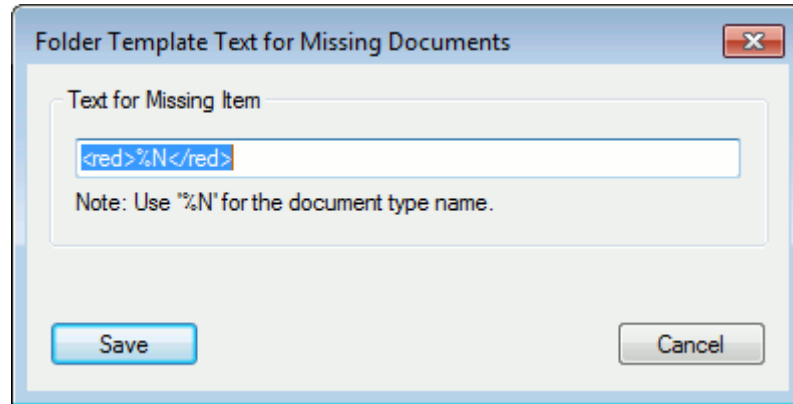 Folder Template Text for Missing Documents
Text for Missing Item
<red>%N</red>
Note: Use "%N" for the document type name.
Save
Cancel